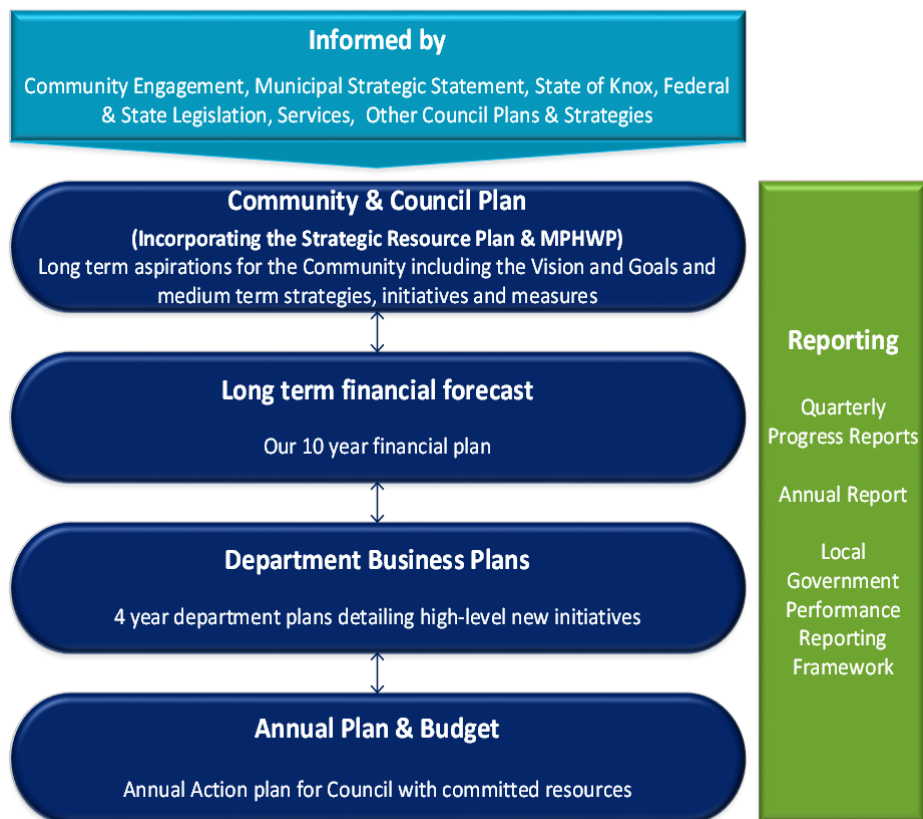 Informed by
Community Engagement, Municipal Strategic Statement, State of Knox, Federal
& State Legislation, Services, Other Council Plans & Strategies
Community & Council Plan
(Incorporating the Strategic Resource Plan & MPHWP)
Long term aspirations for the Community including the Vision and Goals and
medium term strategies, initiatives and measures
Long term financial forecast
Our 10 year financial plan
Department Business Plans
4 year department plans detailing high-level new initiatives
Annual Plan & Budget
Annual Action plan for Council with committed resources
Reporting
Quarterly
Progress Reports
Annual Report
Local
Government
Performance
Reporting
Framework